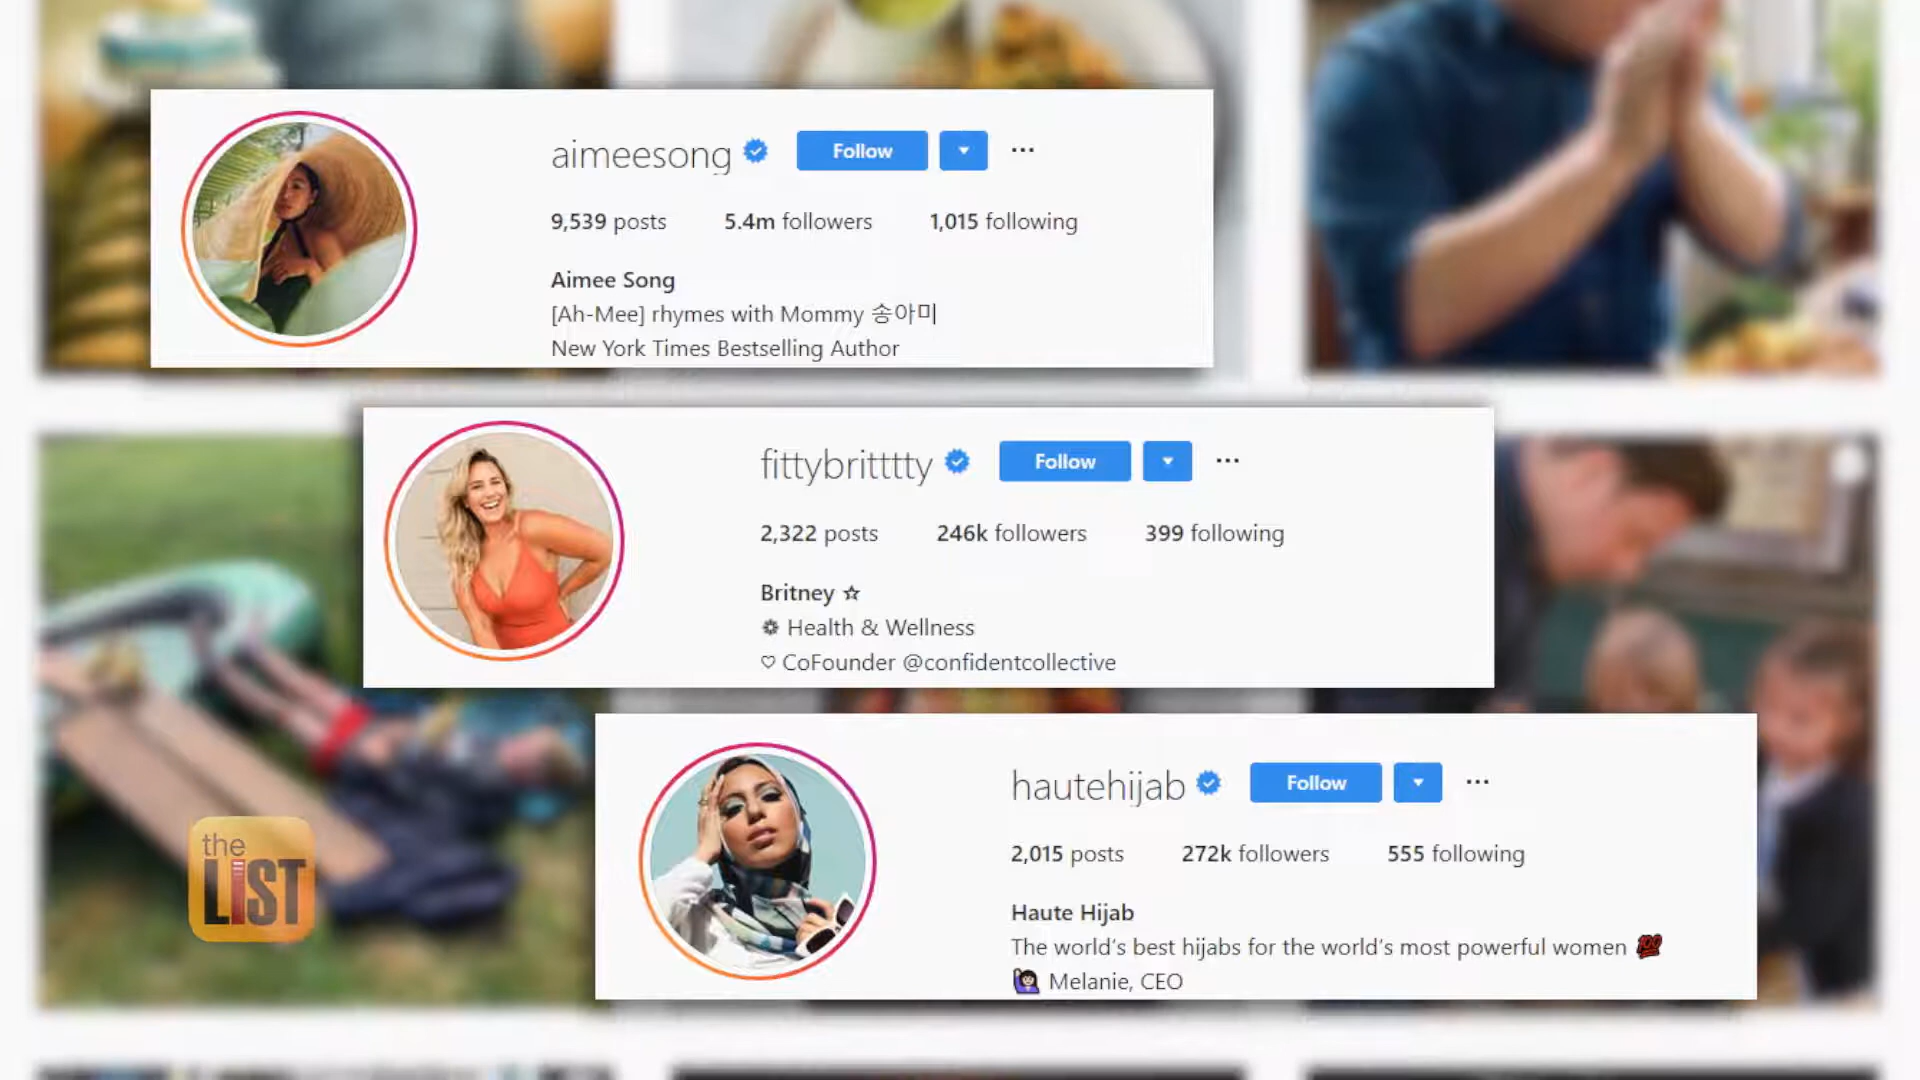 aimeesong Follow ...
9,539 posts 5.4m followers 1,015 following
Aimee Song
[Ah-Mee] rhymes with Mommy 송아미
New York Times Bestselling Author
fittybritttty Follow ...
2,322 posts 246k followers 399 following
Britney ☆
❁ Health & Wellness
♡ CoFounder @confidentcollective
hautehijab Follow ...
2,015 posts 272k followers 555 following
Haute Hijab
The world's best hijabs for the world's most powerful women 💯
🙋🏻‍♀️ Melanie, CEO
the
LIST